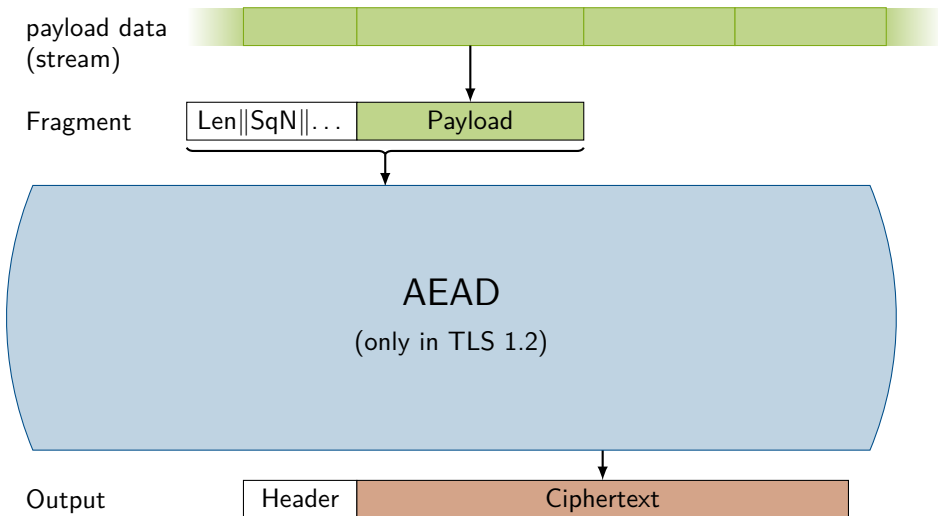 payload data
(stream)
Fragment
Len∥SqN∥...
Payload
AEAD
(only in TLS 1.2)
Output
Header
Ciphertext